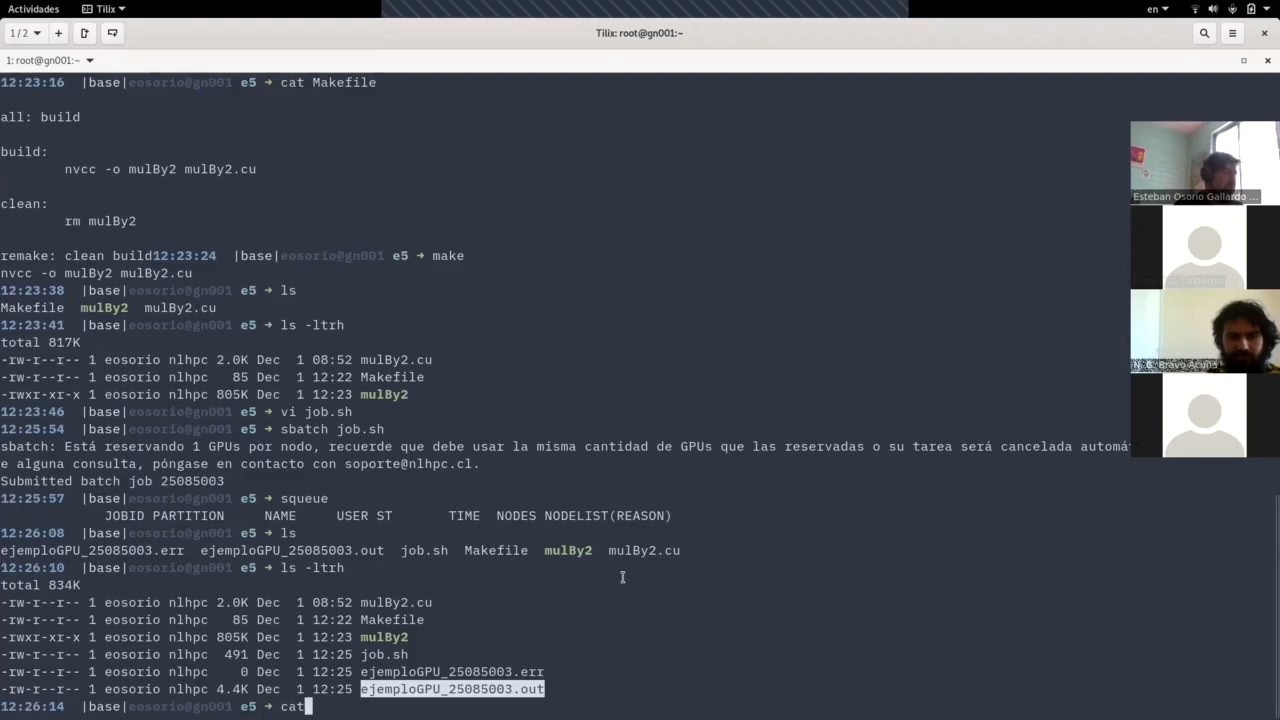 Actividades Tilix en
1/2 Tilix: root@gn001:~
1: root@gn001:~
12:23:16 |base|eosorio@gn001 e5 → cat Makefile
all: build
build:
nvcc -o mulBy2 mulBy2.cu
clean:
rm mulBy2
remake: clean build12:23:24 |base|eosorio@gn001 e5 → make
nvcc -o mulBy2 mulBy2.cu
12:23:38 |base|eosorio@gn001 e5 → ls
Makefile mulBy2 mulBy2.cu
12:23:41 |base|eosorio@gn001 e5 → ls -ltrh
total 817K
-rw-r--r-- 1 eosorio nlhpc 2.0K Dec 1 08:52 mulBy2.cu
-rw-r--r-- 1 eosorio nlhpc 85 Dec 1 12:22 Makefile
-rwxr-xr-x 1 eosorio nlhpc 805K Dec 1 12:23 mulBy2
12:23:46 |base|eosorio@gn001 e5 → vi job.sh
12:25:54 |base|eosorio@gn001 e5 → sbatch job.sh
sbatch: Está reservando 1 GPUs por nodo, recuerde que debe usar la misma cantidad de GPUs que las reservadas o su tarea será cancelada automá
e alguna consulta, póngase en contacto con soporte@nlhpc.cl.
Submitted batch job 25085003
12:25:57 |base|eosorio@gn001 e5 → squeue
JOBID PARTITION NAME USER ST TIME NODES NODELIST(REASON)
12:26:08 |base|eosorio@gn001 e5 → ls
ejemploGPU_25085003.err ejemploGPU_25085003.out job.sh Makefile mulBy2 mulBy2.cu
12:26:10 |base|eosorio@gn001 e5 → ls -ltrh
total 834K
-rw-r--r-- 1 eosorio nlhpc 2.0K Dec 1 08:52 mulBy2.cu
-rw-r--r-- 1 eosorio nlhpc 85 Dec 1 12:22 Makefile
-rwxr-xr-x 1 eosorio nlhpc 805K Dec 1 12:23 mulBy2
-rw-r--r-- 1 eosorio nlhpc 491 Dec 1 12:25 job.sh
-rw-r--r-- 1 eosorio nlhpc 0 Dec 1 12:25 ejemploGPU_25085003.err
-rw-r--r-- 1 eosorio nlhpc 4.4K Dec 1 12:25 ejemploGPU_25085003.out
12:26:14 |base|eosorio@gn001 e5 → cat
Esteban Osorio Gallardo ...
Bravo Acuña